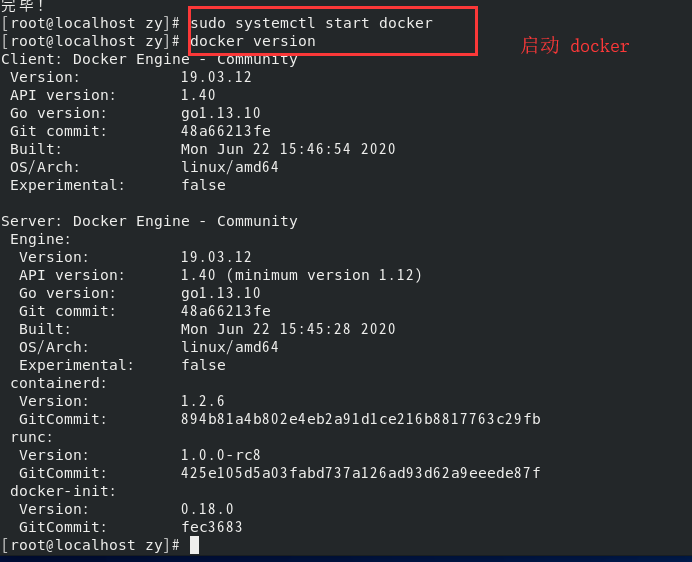 完毕！
[root@localhost zy]# sudo systemctl start docker
[root@localhost zy]# docker version
启动 docker
Client: Docker Engine - Community
 Version:           19.03.12
 API version:       1.40
 Go version:        go1.13.10
 Git commit:        48a66213fe
 Built:             Mon Jun 22 15:46:54 2020
 OS/Arch:           linux/amd64
 Experimental:      false

Server: Docker Engine - Community
 Engine:
  Version:          19.03.12
  API version:      1.40 (minimum version 1.12)
  Go version:       go1.13.10
  Git commit:       48a66213fe
  Built:            Mon Jun 22 15:45:28 2020
  OS/Arch:          linux/amd64
  Experimental:     false
 containerd:
  Version:          1.2.6
  GitCommit:        894b81a4b802e4eb2a91d1ce216b8817763c29fb
 runc:
  Version:          1.0.0-rc8
  GitCommit:        425e105d5a03fabd737a126ad93d62a9eeede87f
 docker-init:
  Version:          0.18.0
  GitCommit:        fec3683
[root@localhost zy]#